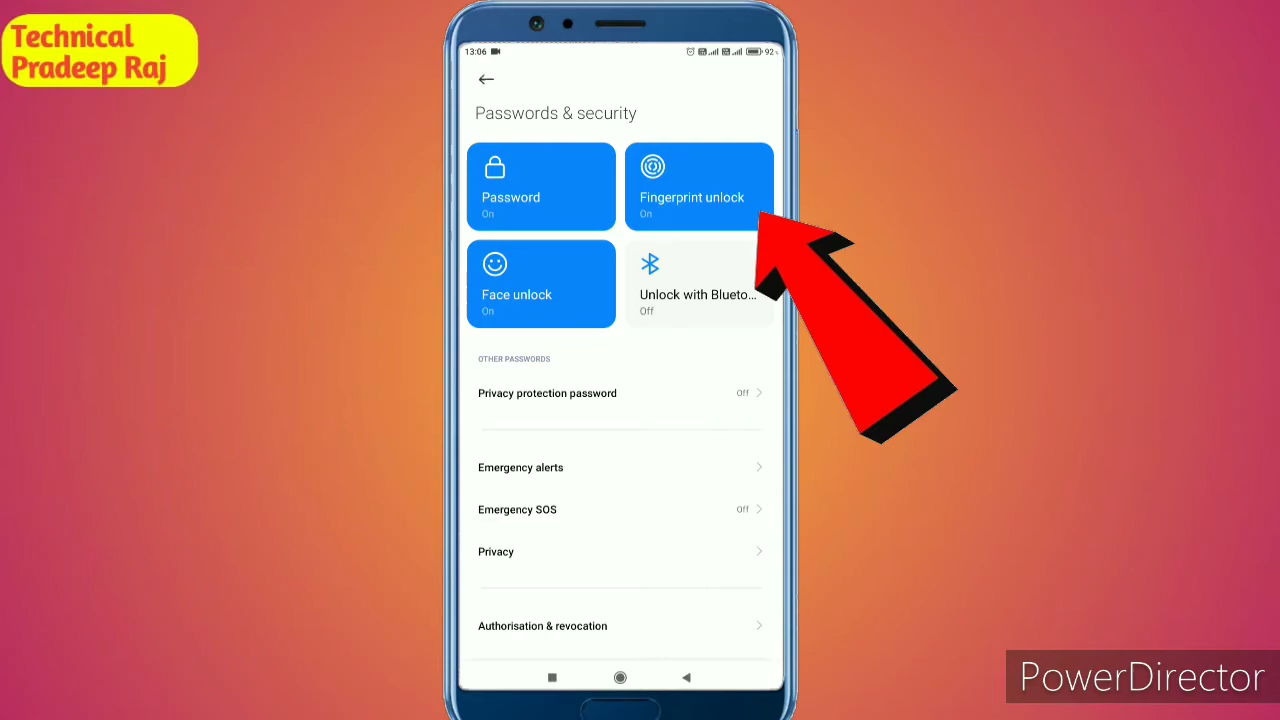 Technical
Pradeep Raj
13:06
92
Passwords & security
Password
On
Fingerprint unlock
On
Face unlock
On
Unlock with Blueto...
Off
OTHER PASSWORDS
Privacy protection password
Off
Emergency alerts
Emergency SOS
Off
Privacy
Authorisation & revocation
PowerDirector